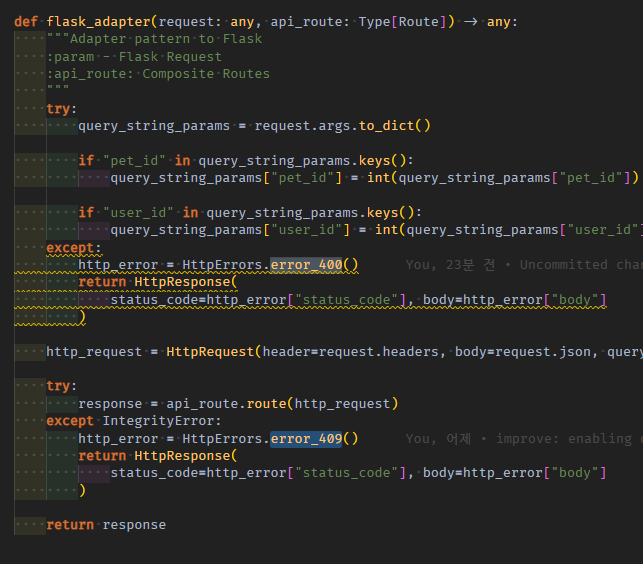 def flask_adapter(request: any, api_route: Type[Route]) -> any:
    """Adapter pattern to Flask
    :param - Flask Request
    :api_route: Composite Routes
    """
    try:
        query_string_params = request.args.to_dict()
        if "pet_id" in query_string_params.keys():
            query_string_params["pet_id"] = int(query_string_params["pet_id"])
        if "user_id" in query_string_params.keys():
            query_string_params["user_id"] = int(query_string_params["user_id"]
    except:
        http_error = HttpErrors.error_400() You, 23분 전 • Uncommitted cha
        return HttpResponse(
            status_code=http_error["status_code"], body=http_error["body"]
        )
    http_request = HttpRequest(header=request.headers, body=request.json, query
    try:
        response = api_route.route(http_request)
    except IntegrityError:
        http_error = HttpErrors.error_409() You, 어제 • improve: enabling
        return HttpResponse(
            status_code=http_error["status_code"], body=http_error["body"]
        )
    return response